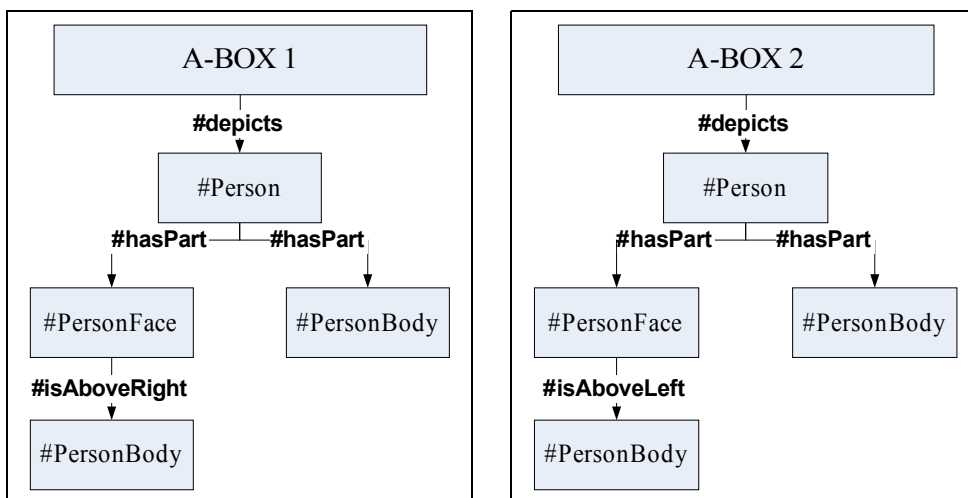 A-BOX 1
#depicts
#Person
#hasPart #hasPart
#PersonFace #PersonBody
#isAboveRight
#PersonBody
A-BOX 2
#depicts
#Person
#hasPart #hasPart
#PersonFace #PersonBody
#isAboveLeft
#PersonBody